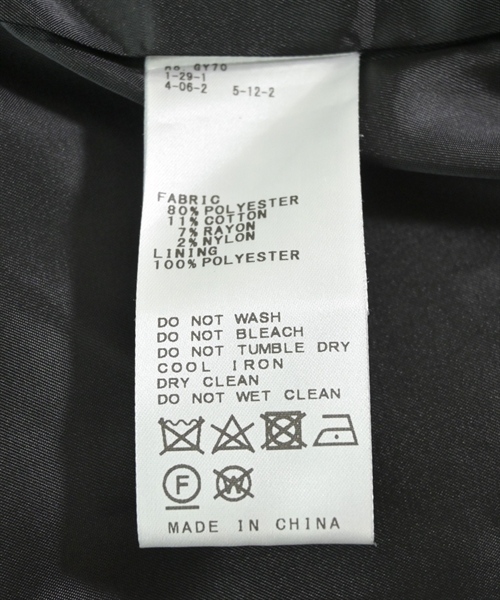 No. GY70
1-29-1
4-06-2 5-12-2
FABRIC
80% POLYESTER
11% COTTON
7% RAYON
2% NYLON
LINING
100% POLYESTER
DO NOT WASH
DO NOT BLEACH
DO NOT TUMBLE DRY
COOL IRON
DRY CLEAN
DO NOT WET CLEAN
F W
MADE IN CHINA